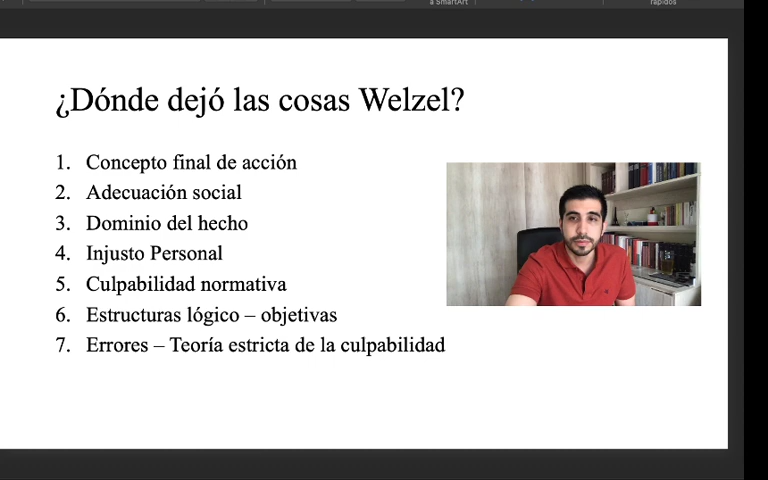 a SmartArt
rápidos
¿Dónde dejó las cosas Welzel?
1. Concepto final de acción
2. Adecuación social
3. Dominio del hecho
4. Injusto Personal
5. Culpabilidad normativa
6. Estructuras lógico – objetivas
7. Errores – Teoría estricta de la culpabilidad